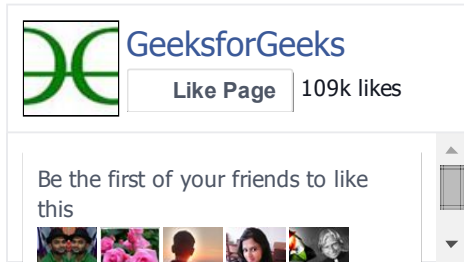 GeeksforGeeks
Like Page 109k likes
Be the first of your friends to like
this